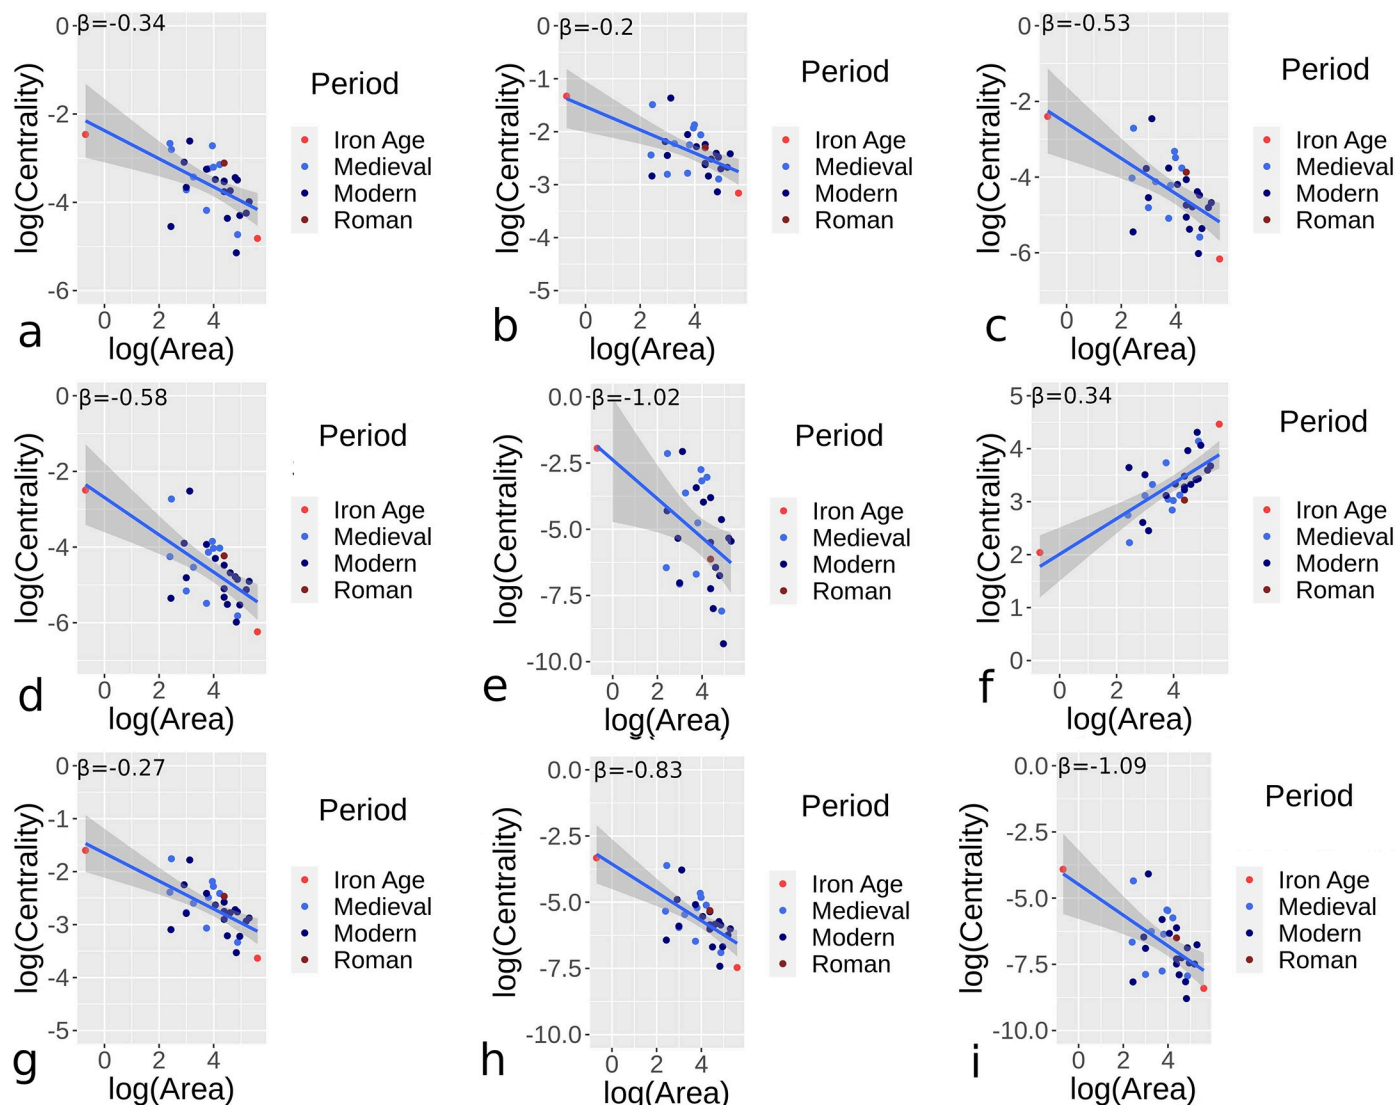 β=-0.34
0
-2
-4
-6
log(Centrality)
0 2 4
log(Area)
Period
Iron Age
Medieval
Modern
Roman
a
β=-0.2
0
-1
-2
-3
-4
-5
log(Centrality)
0 2 4
log(Area)
Period
Iron Age
Medieval
Modern
Roman
b
β=-0.53
0
-2
-4
-6
log(Centrality)
0 2 4
log(Area)
Period
Iron Age
Medieval
Modern
Roman
c
β=-0.58
0
-2
-4
-6
log(Centrality)
0 2 4
log(Area)
Period
Iron Age
Medieval
Modern
Roman
d
β=-1.02
0.0
-2.5
-5.0
-7.5
-10.0
log(Centrality)
0 2 4
log(Area)
Period
Iron Age
Medieval
Modern
Roman
e
β=0.34
5
4
3
2
1
0
log(Centrality)
0 2 4
log(Area)
Period
Iron Age
Medieval
Modern
Roman
f
β=-0.27
0
-1
-2
-3
-4
-5
log(Centrality)
0 2 4
log(Area)
Period
Iron Age
Medieval
Modern
Roman
g
β=-0.83
0.0
-2.5
-5.0
-7.5
-10.0
log(Centrality)
0 2 4
log(Area)
Period
Iron Age
Medieval
Modern
Roman
h
β=-1.09
0.0
-2.5
-5.0
-7.5
-10.0
log(Centrality)
0 2 4
log(Area)
Period
Iron Age
Medieval
Modern
Roman
i